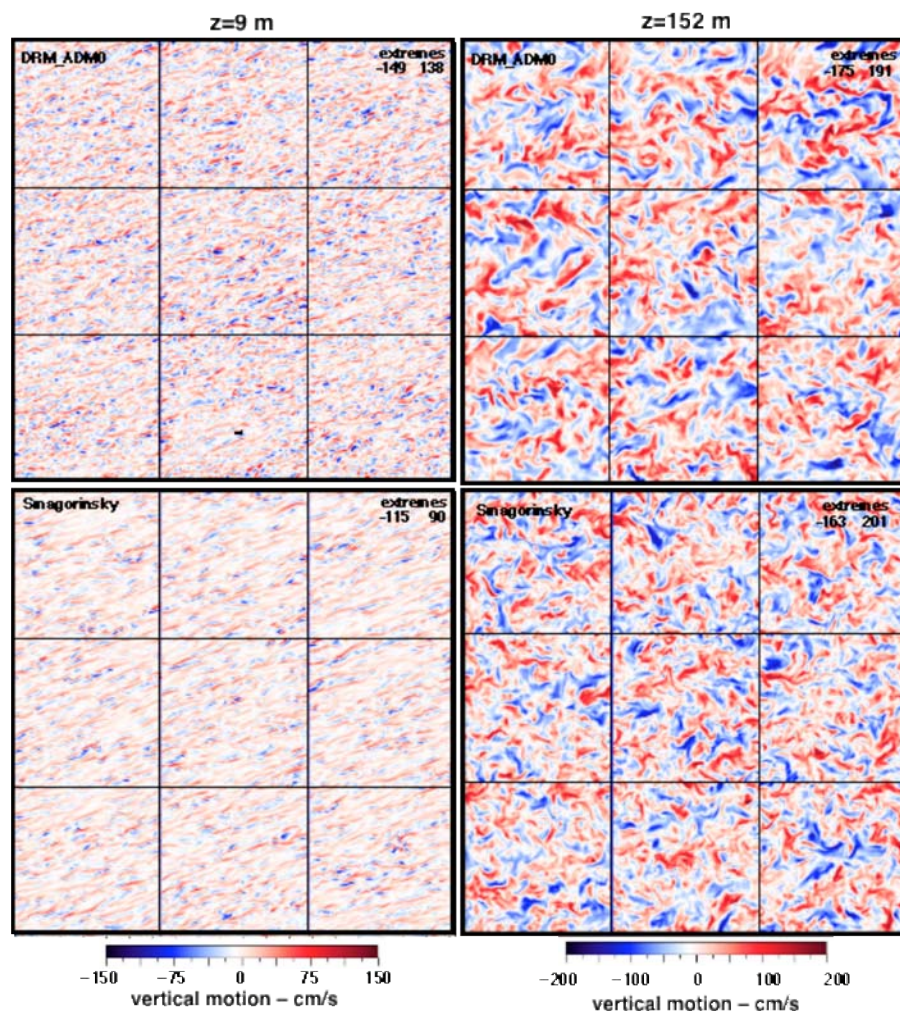 z=9 m
z=152 m
DRM_ADM0
extremes
-149 138
DRM_ADM0
extremes
-175 191
Smagorinsky
extremes
-115 90
Smagorinsky
extremes
-163 201
-150 -75 0 75 150
vertical motion – cm/s
-200 -100 0 100 200
vertical motion – cm/s